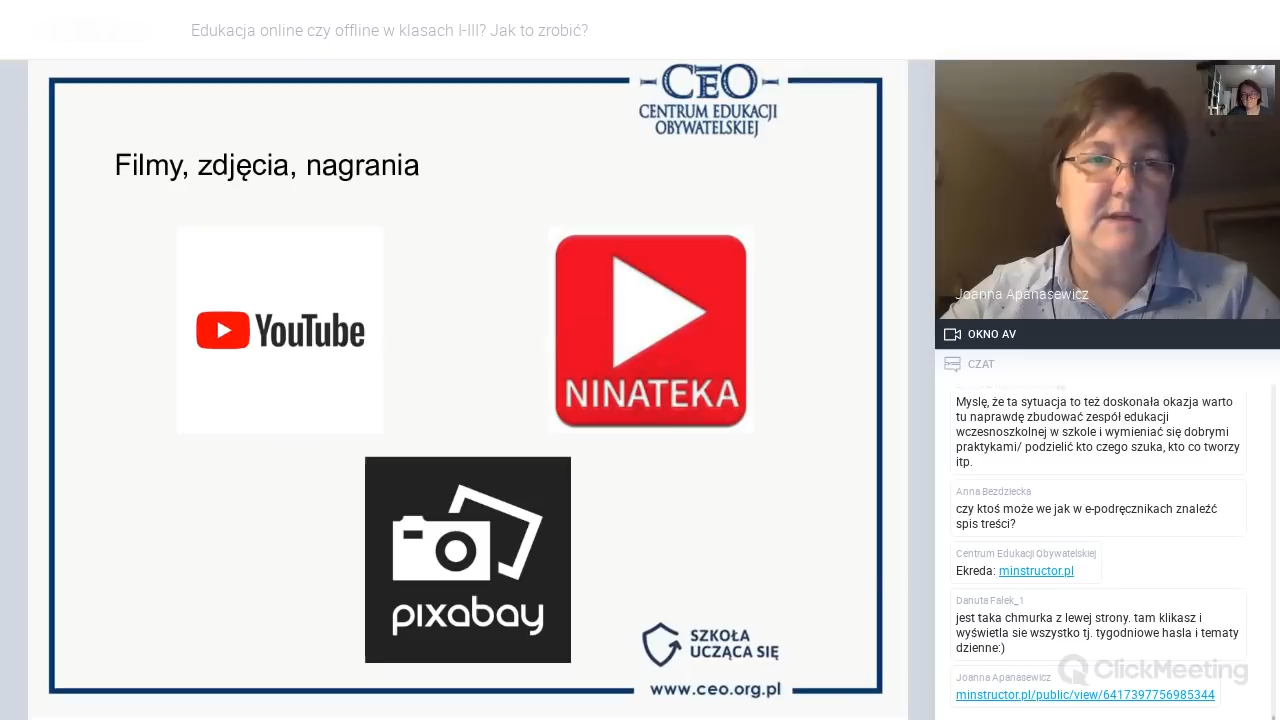 Edukacja online czy offline w klasach I-III? Jak to zrobić?
CEO
CENTRUM EDUKACJI
OBYWATELSKIEJ
Filmy, zdjęcia, nagrania
YouTube
NINATEKA
pixabay
SZKOŁA
UCZĄCA SIĘ
www.ceo.org.pl
Joanna Apanasewicz
OKNO AV
CZAT
Myslę, że ta sytuacja to też doskonała okazja warto
tu naprawdę zbudować zespół edukacji
wczesnoszkolnej w szkole i wymieniać się dobrymi
praktykami/ podzielić kto czego szuka, kto co tworzy
itp.
Anna Bezdziecka
czy ktoś może we jak w e-podręcznikach znaleźć
spis treści?
Centrum Edukacji Obywatelskiej
Ekreda: minstructor.pl
Danuta Fałek_1
jest taka chmurka z lewej strony. tam klikasz i
wyświetla sie wszystko tj. tygodniowe hasla i tematy
dzienne:)
ClickMeeting
Joanna Apanasewicz
minstructor.pl/public/view/6417397756985344